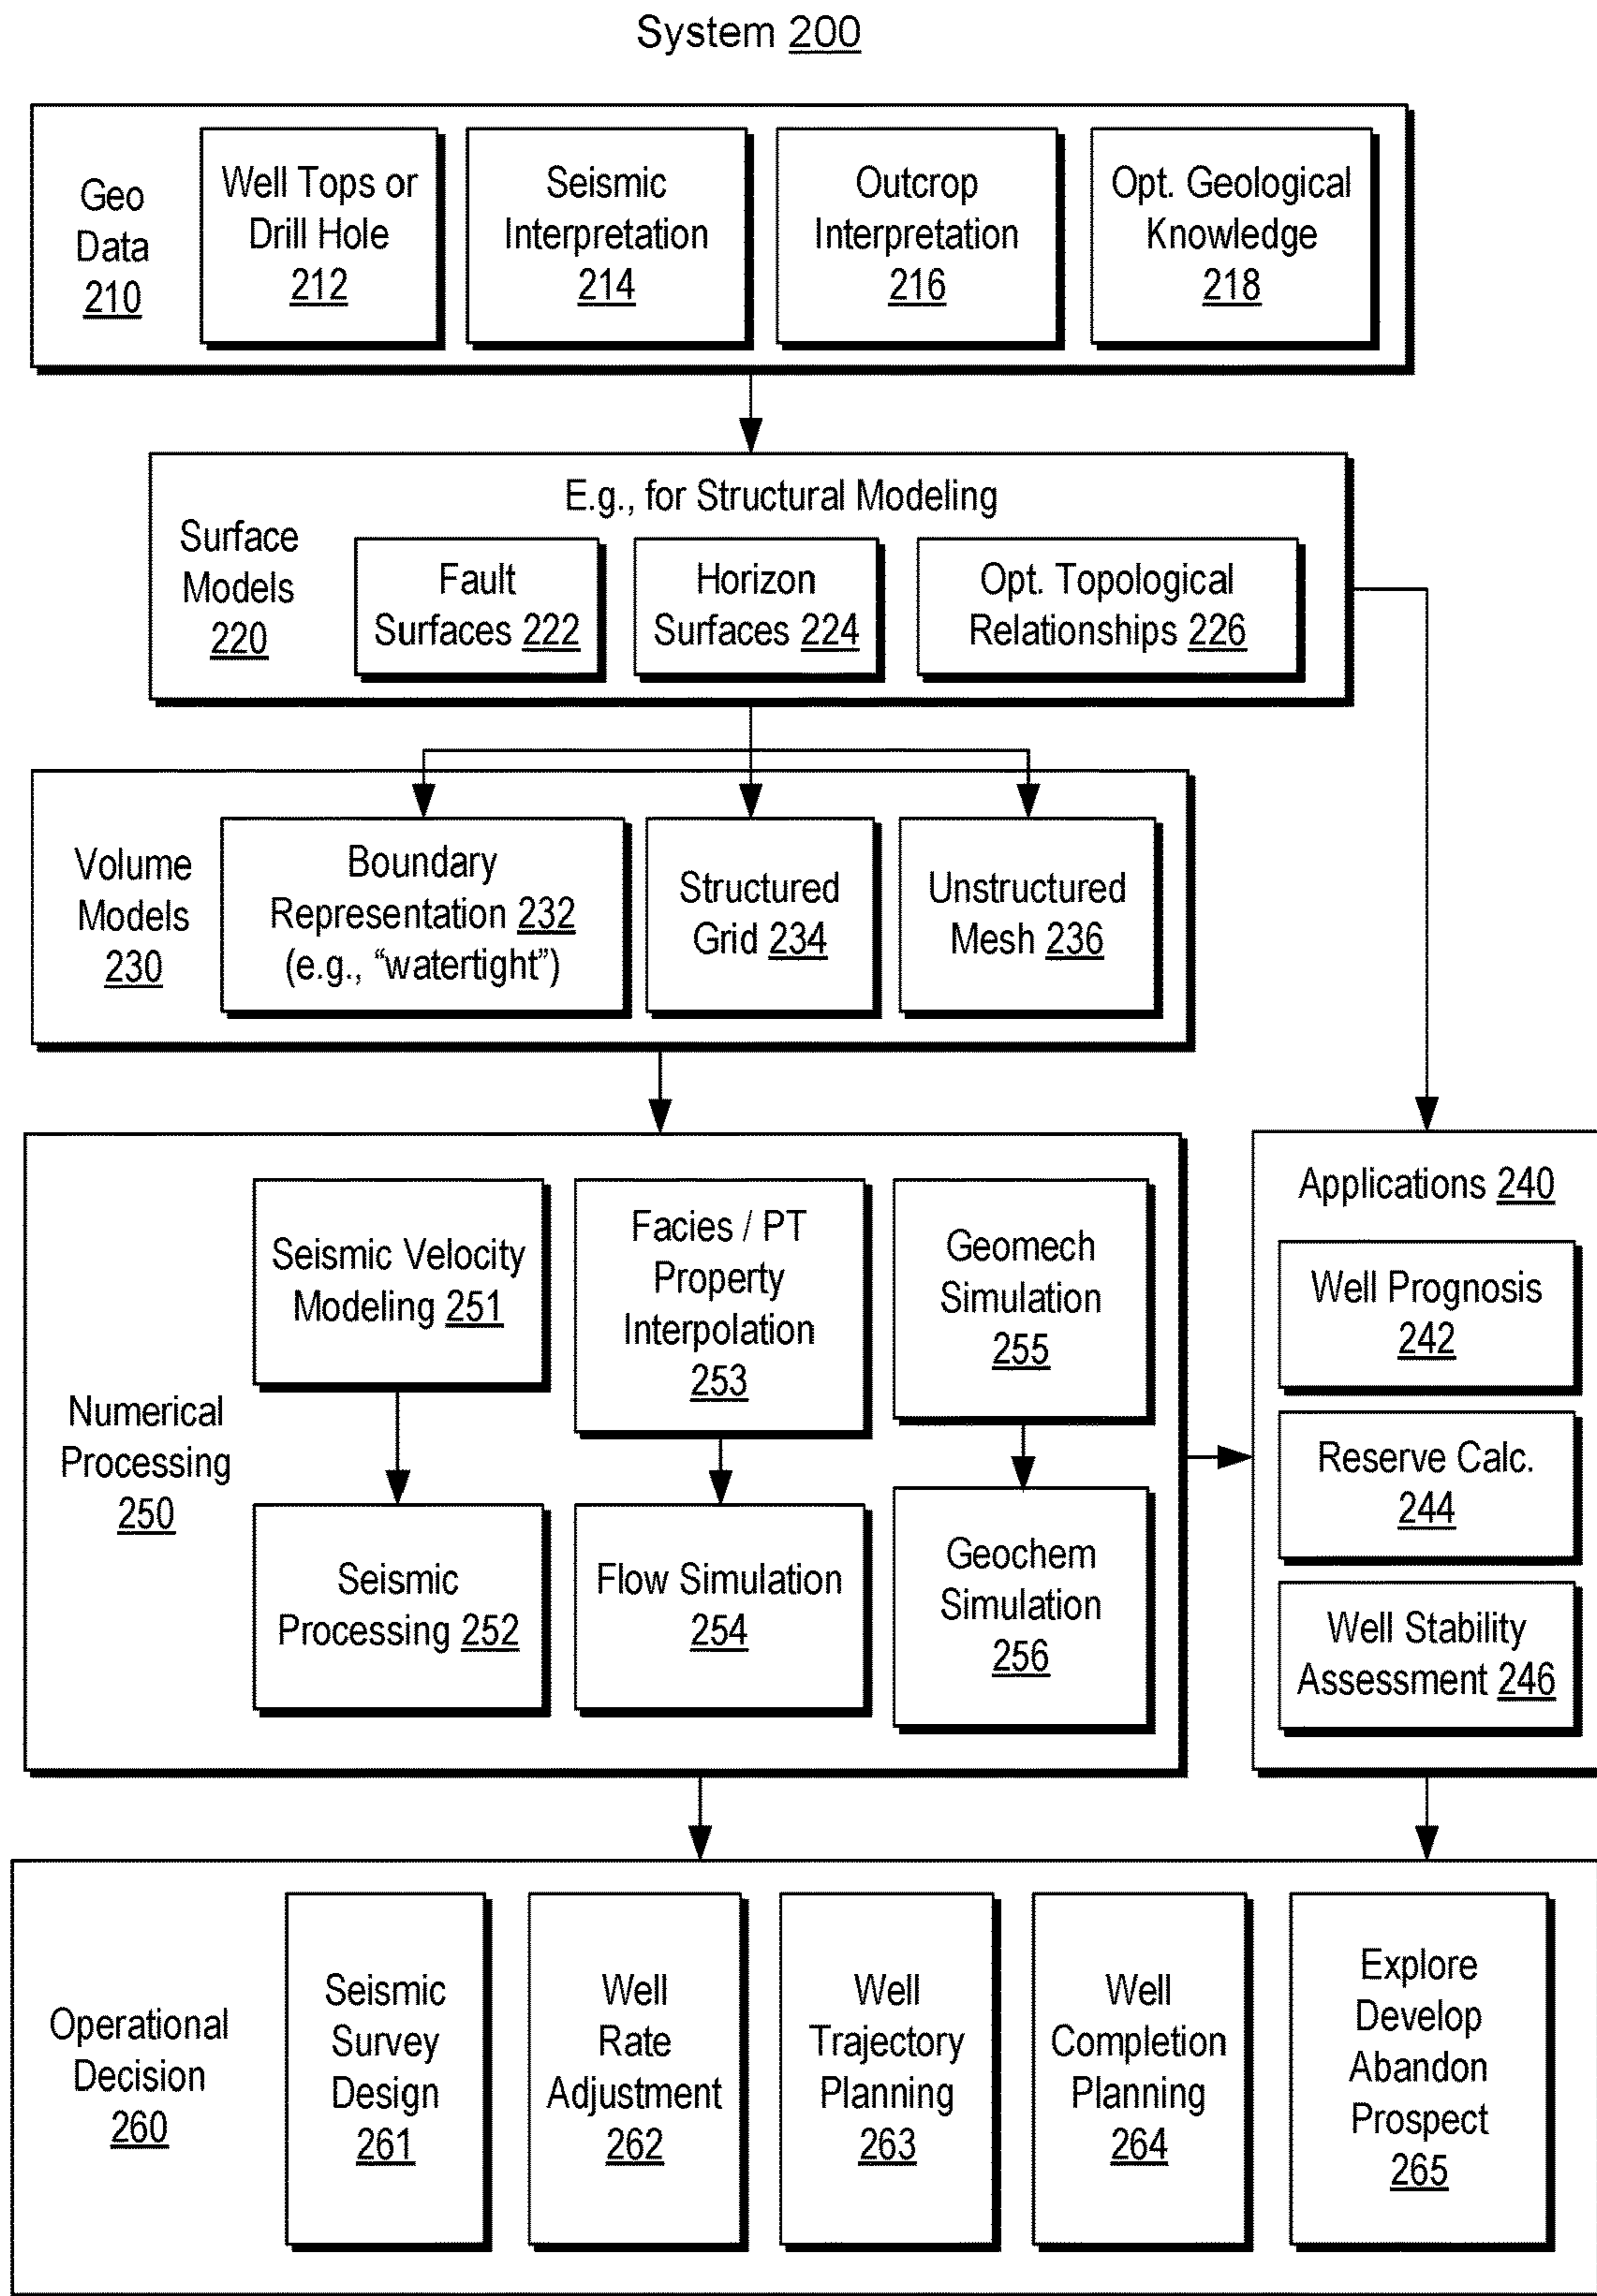 System 200
Geo
Data
210
Well Tops or
Drill Hole
212
Seismic
Interpretation
214
Outcrop
Interpretation
216
Opt. Geological
Knowledge
218
E.g., for Structural Modeling
Surface
Models
220
Fault
Surfaces 222
Horizon
Surfaces 224
Opt. Topological
Relationships 226
Volume
Models
230
Boundary
Representation 232
(e.g., “watertight”)
Structured
Grid 234
Unstructured
Mesh 236
Numerical
Processing
250
Seismic Velocity
Modeling 251
Facies / PT
Property
Interpolation
253
Geomech
Simulation
255
Seismic
Processing 252
Flow Simulation
254
Geochem
Simulation
256
Applications 240
Well Prognosis
242
Reserve Calc.
244
Well Stability
Assessment 246
Operational
Decision
260
Seismic
Survey
Design
261
Well
Rate
Adjustment
262
Well
Trajectory
Planning
263
Well
Completion
Planning
264
Explore
Develop
Abandon
Prospect
265